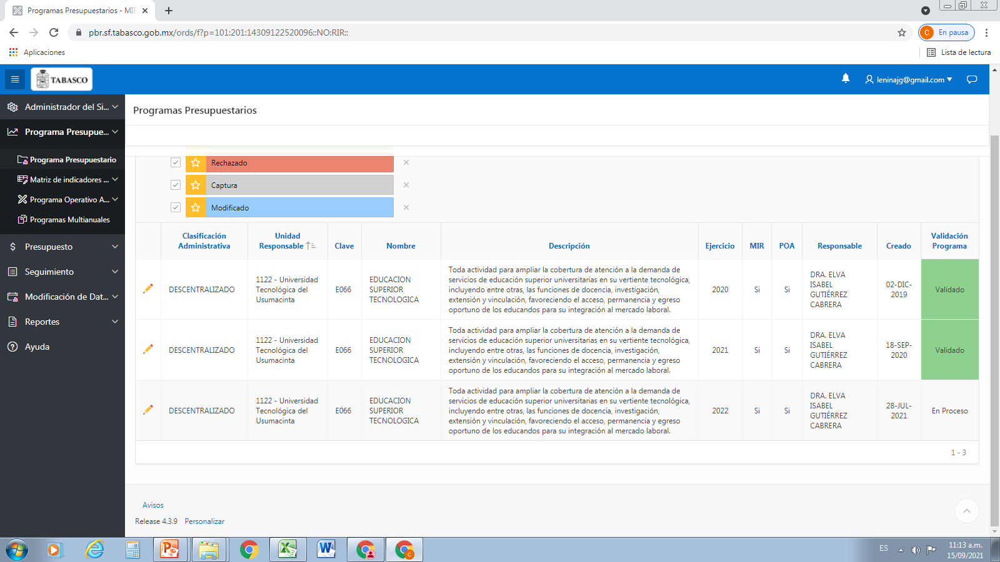 Programas Presupuestarios - MIR
pbr.sf.tabasco.gob.mx/ords/f?p=101:201:14309122520096::NO:RIR::
C En pausa
Aplicaciones
Lista de lectura
TABASCO
leninajg@gmail.com
Administrador del Si...
Programa Presupue...
Programa Presupuestario
Matriz de indicadores ...
Programa Operativo A...
Programas Multianuales
Presupuesto
Seguimiento
Modificación de Dat...
Reportes
Ayuda
Programas Presupuestarios
Rechazado
Captura
Modificado
Clasificación
Administrativa
Unidad
Responsable
Clave
Nombre
Descripción
Ejercicio
MIR
POA
Responsable
Creado
Validación
Programa
DESCENTRALIZADO
1122 - Universidad
Tecnológica del
Usumacinta
E066
EDUCACION
SUPERIOR
TECNOLOGICA
Toda actividad para ampliar la cobertura de atención a la demanda de
servicios de educación superior universitarias en su vertiente tecnológica,
incluyendo entre otras, las funciones de docencia, investigación,
extensión y vinculación, favoreciendo el acceso, permanencia y egreso
oportuno de los educandos para su integración al mercado laboral.
2020
Si
Si
DRA. ELVA
ISABEL
GUTIÉRREZ
CABRERA
02-DIC-
2019
Validado
DESCENTRALIZADO
1122 - Universidad
Tecnológica del
Usumacinta
E066
EDUCACION
SUPERIOR
TECNOLOGICA
Toda actividad para ampliar la cobertura de atención a la demanda de
servicios de educación superior universitarias en su vertiente tecnológica,
incluyendo entre otras, las funciones de docencia, investigación,
extensión y vinculación, favoreciendo el acceso, permanencia y egreso
oportuno de los educandos para su integración al mercado laboral.
2021
Si
Si
DRA. ELVA
ISABEL
GUTIÉRREZ
CABRERA
18-SEP-
2020
Validado
DESCENTRALIZADO
1122 - Universidad
Tecnológica del
Usumacinta
E066
EDUCACION
SUPERIOR
TECNOLOGICA
Toda actividad para ampliar la cobertura de atención a la demanda de
servicios de educación superior universitarias en su vertiente tecnológica,
incluyendo entre otras, las funciones de docencia, investigación,
extensión y vinculación, favoreciendo el acceso, permanencia y egreso
oportuno de los educandos para su integración al mercado laboral.
2022
Si
Si
DRA. ELVA
ISABEL
GUTIÉRREZ
CABRERA
28-JUL-
2021
En Proceso
1 - 3
Avisos
Release 4.3.9 Personalizar
ES
11:13 a.m.
15/09/2021